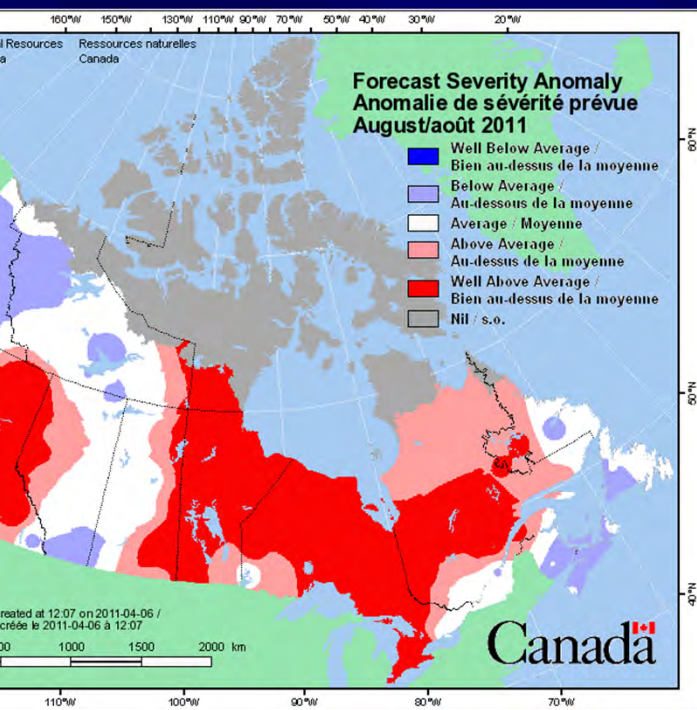 160°W 150°W 130°W 110°W 90°W 70°W 50°W 40°W 30°W 20°W
l Resources Ressources naturelles
a Canada
Forecast Severity Anomaly
Anomalie de sévérité prévue
August/août 2011
Well Below Average /
Bien au-dessus de la moyenne
Below Average /
Au-dessous de la moyenne
Average / Moyenne
Above Average /
Au-dessus de la moyenne
Well Above Average /
Bien au-dessus de la moyenne
Nil / s.o.
60°N
50°N
40°N
reated at 12:07 on 2011-04-06 /
créée le 2011-04-06 à 12:07
00 1000 1500 2000 km
Canada
110°W 100°W 90°W 80°W 70°W